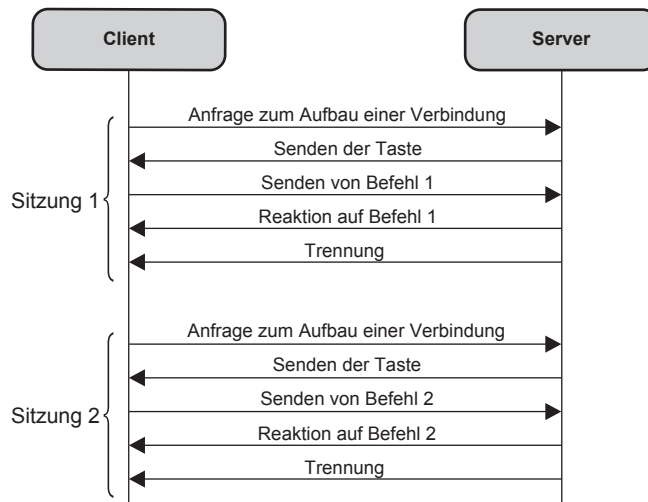 Client
Server
Anfrage zum Aufbau einer Verbindung
Senden der Taste
Senden von Befehl 1
Sitzung 1
Reaktion auf Befehl 1
Trennung
Anfrage zum Aufbau einer Verbindung
Senden der Taste
Senden von Befehl 2
Sitzung 2
Reaktion auf Befehl 2
Trennung